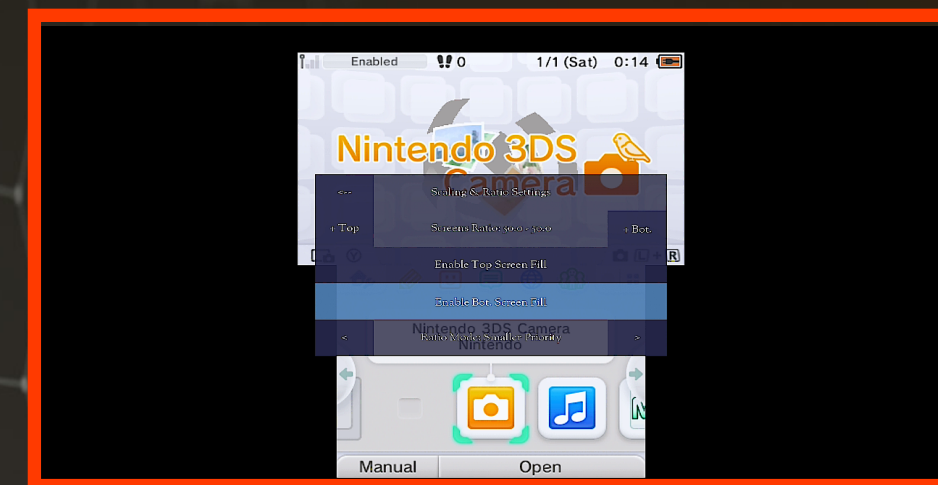 Enabled 0 1/1 (Sat) 0:14
Nintendo 3DS
Camera
<-- Scaling & Ratio Settings
+ Top Screens Ratio: 50.0 - 50.0 + Bot.
Enable Top Screen Fill
Y R
Enable Bot. Screen Fill
Nintendo 3DS Camera
< Ratio Mode: Smaller Priority >
Nintendo
Manual Open